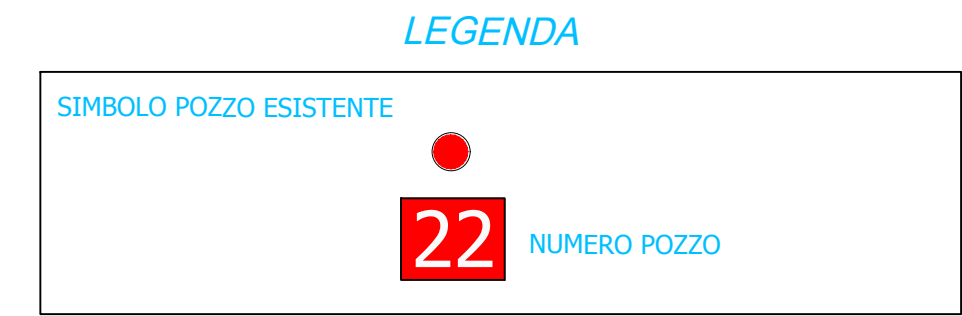 LEGENDA
SIMBOLO POZZO ESISTENTE
22
NUMERO POZZO